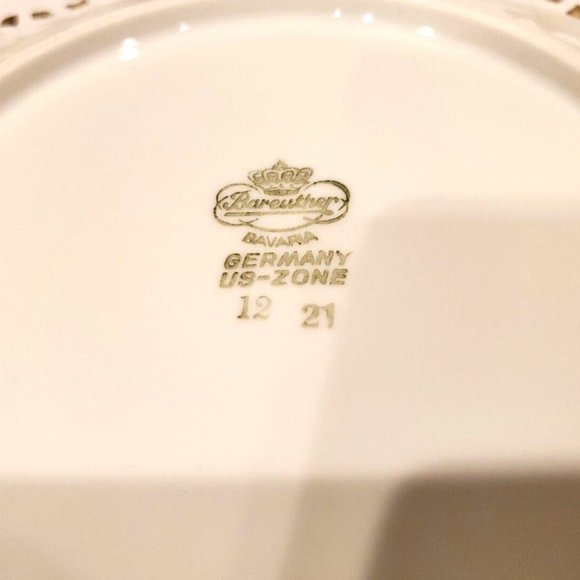 Bareuther
BAVARIA
GERMANY
US-ZONE
12 21